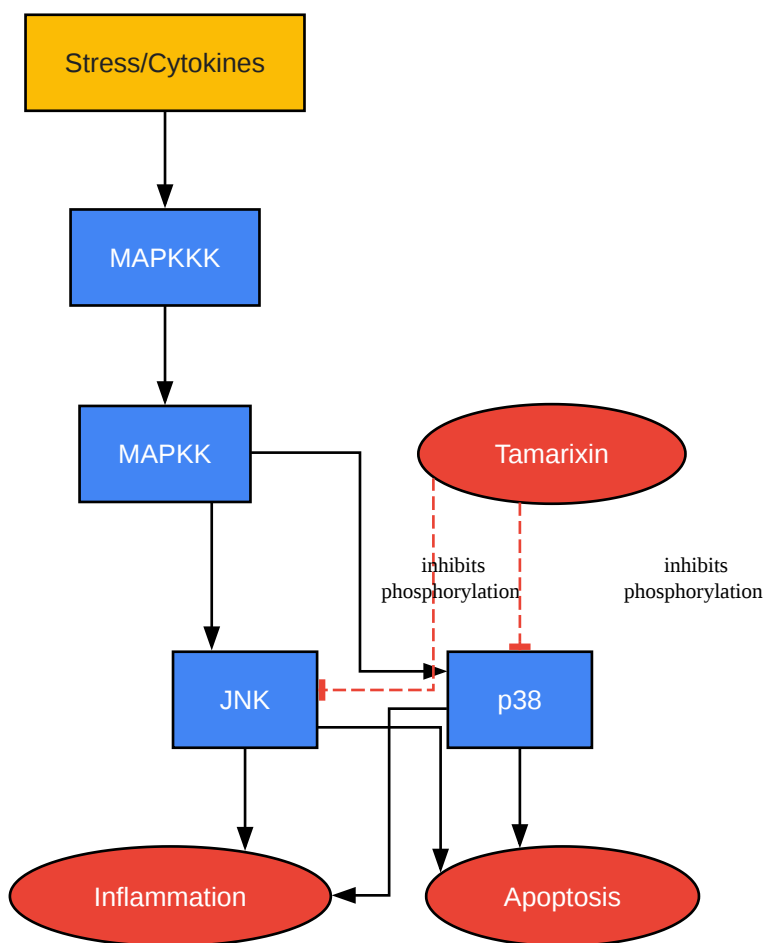 Stress/Cytokines
MAPKKK
MAPKK
Tamarixin
inhibits
phosphorylation
inhibits
phosphorylation
JNK
p38
Inflammation
Apoptosis